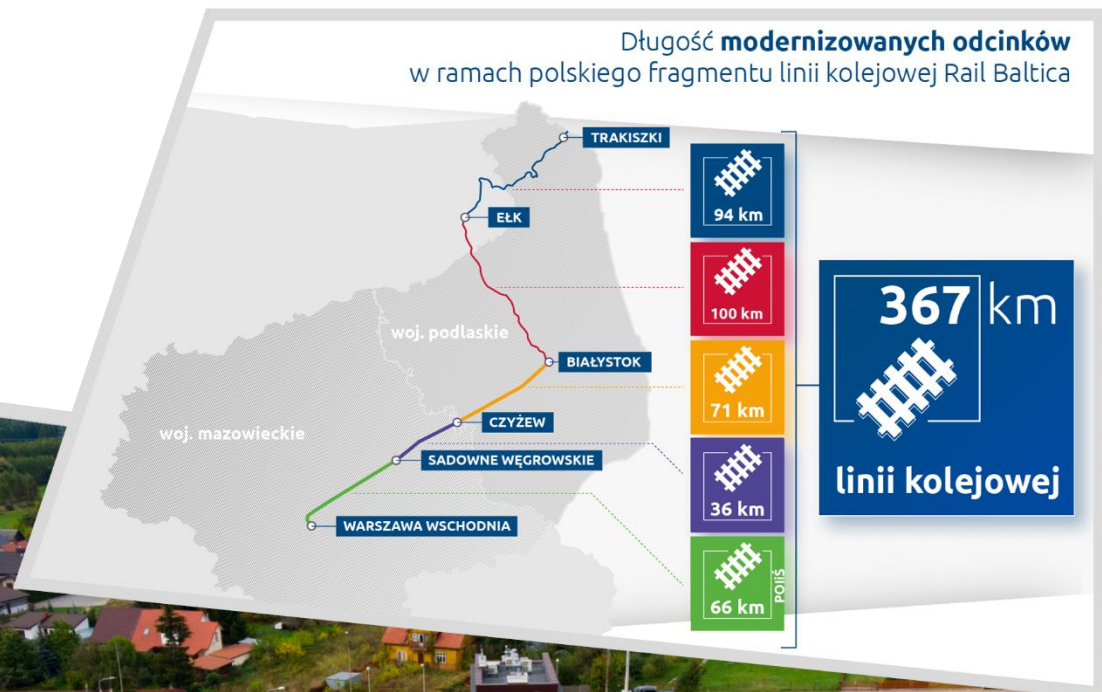 Długość modernizowanych odcinków
w ramach polskiego fragmentu linii kolejowej Rail Baltica
TRAKISZKI
EŁK
woj. podlaskie
BIAŁYSTOK
CZYŻEW
woj. mazowieckie
SADOWNE WĘGROWSKIE
WARSZAWA WSCHODNIA
94 km
100 km
71 km
36 km
66 km
POIiŚ
367 km
linii kolejowej